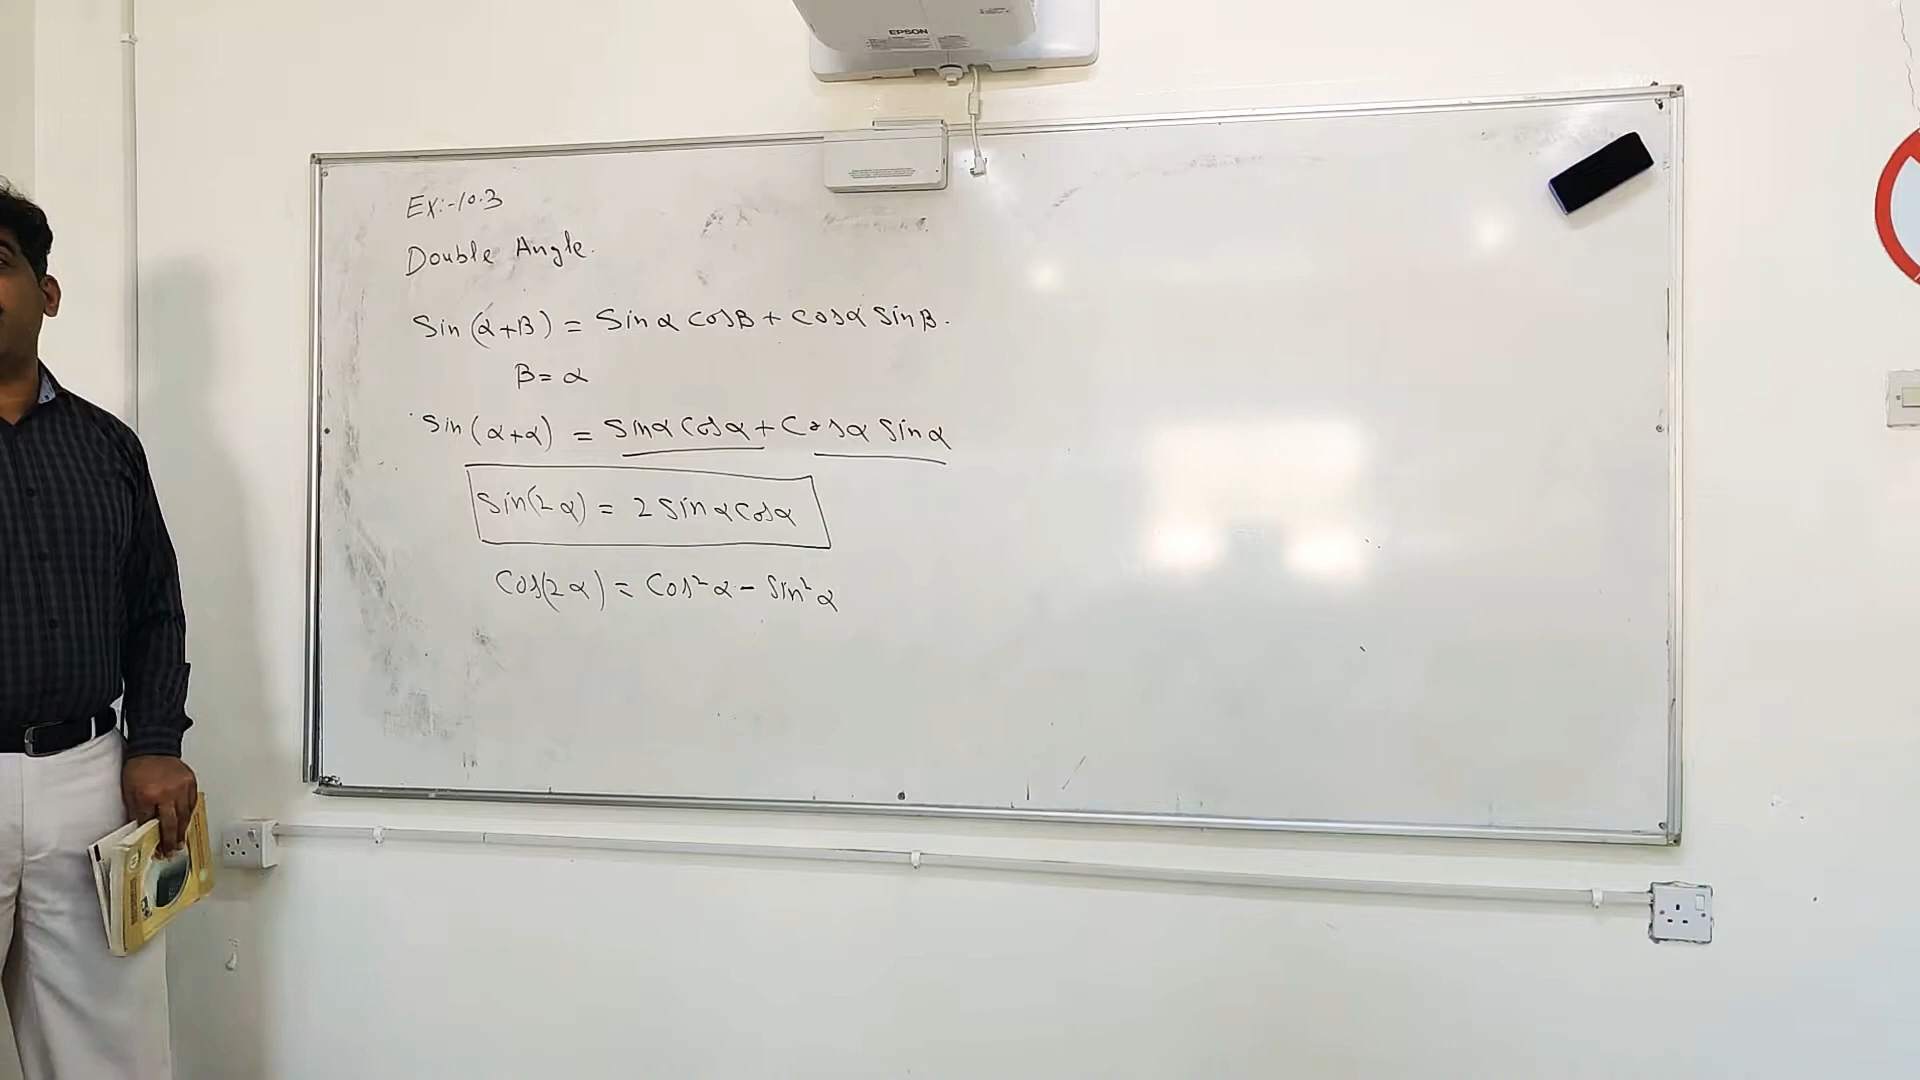 EPSON
Ex:-10.3
Double Angle.
Sin(α+β) = Sinα Cosβ + Cosα Sinβ.
β = α
Sin(α+α) = Sinα Cosα + Cosα Sinα
Sin(2α) = 2 Sinα Cosα
Cos(2α) = Cos²α - Sin²α